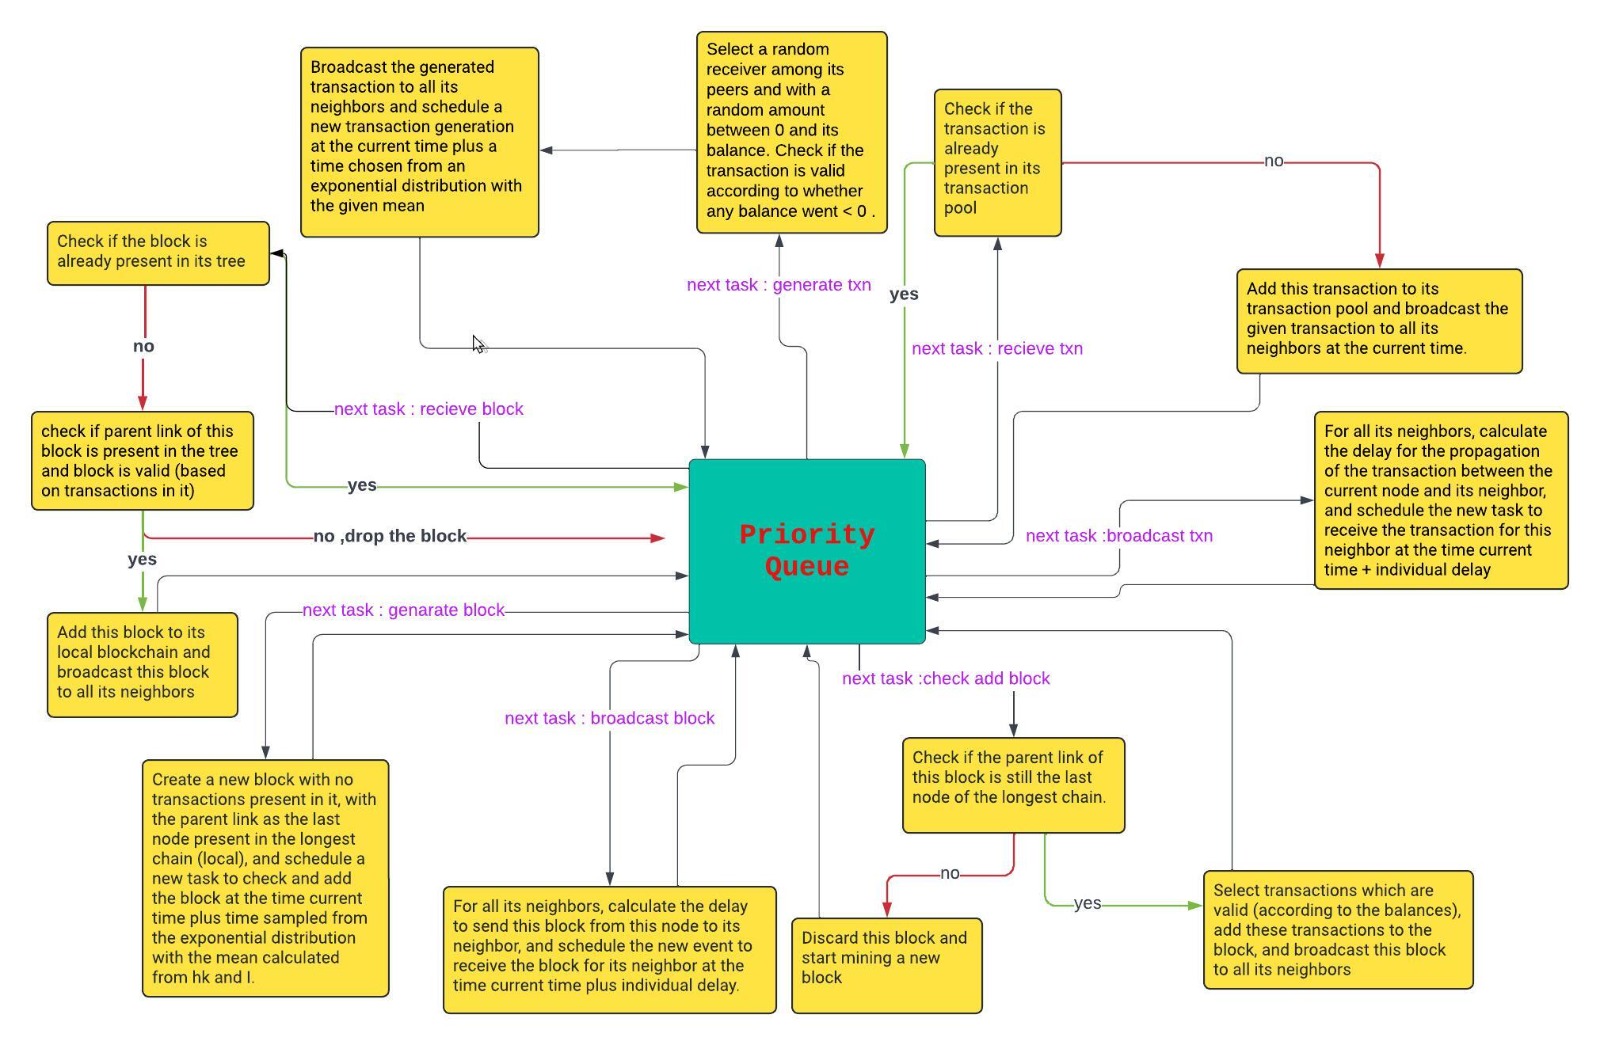 Broadcast the generated
transaction to all its
neighbors and schedule a
new transaction generation
at the current time plus a
time chosen from an
exponential distribution with
the given mean
Select a random
receiver among its
peers and with a
random amount
between 0 and its
balance. Check if the
transaction is valid
according to whether
any balance went < 0 .
Check if the
transaction is
already
present in its
transaction
pool
no
Check if the block is
already present in its tree
next task : generate txn
yes
Add this transaction to its
transaction pool and broadcast the
given transaction to all its
neighbors at the current time.
no
next task : recieve txn
next task : recieve block
check if parent link of this
block is present in the tree
and block is valid (based
on transactions in it)
yes
For all its neighbors, calculate
the delay for the propagation
of the transaction between the
current node and its neighbor,
and schedule the new task to
receive the transaction for this
neighbor at the time current
time + individual delay
no ,drop the block
Priority
Queue
next task :broadcast txn
yes
next task : genarate block
Add this block to its
local blockchain and
broadcast this block
to all neighbors
next task : broadcast block
next task :check add block
Create a new block with no
transactions present in it, with
the parent link as the last
node present in the longest
chain (local), and schedule a
new task to check and add
the block at the time current
time plus time sampled from
the exponential distribution
with the mean calculated
from hk and I.
Check if the parent link of
this block is still the last
node of the longest chain.
no
yes
For all its neighbors, calculate the delay
to send this block from this node to its
neighbor, and schedule the new event to
receive the block for its neighbor at the
time current time plus individual delay.
Discard this block and
start mining a new
block
Select transactions which are
valid (according to the balances),
add these transactions to the
block, and broadcast this block
to all its neighbors